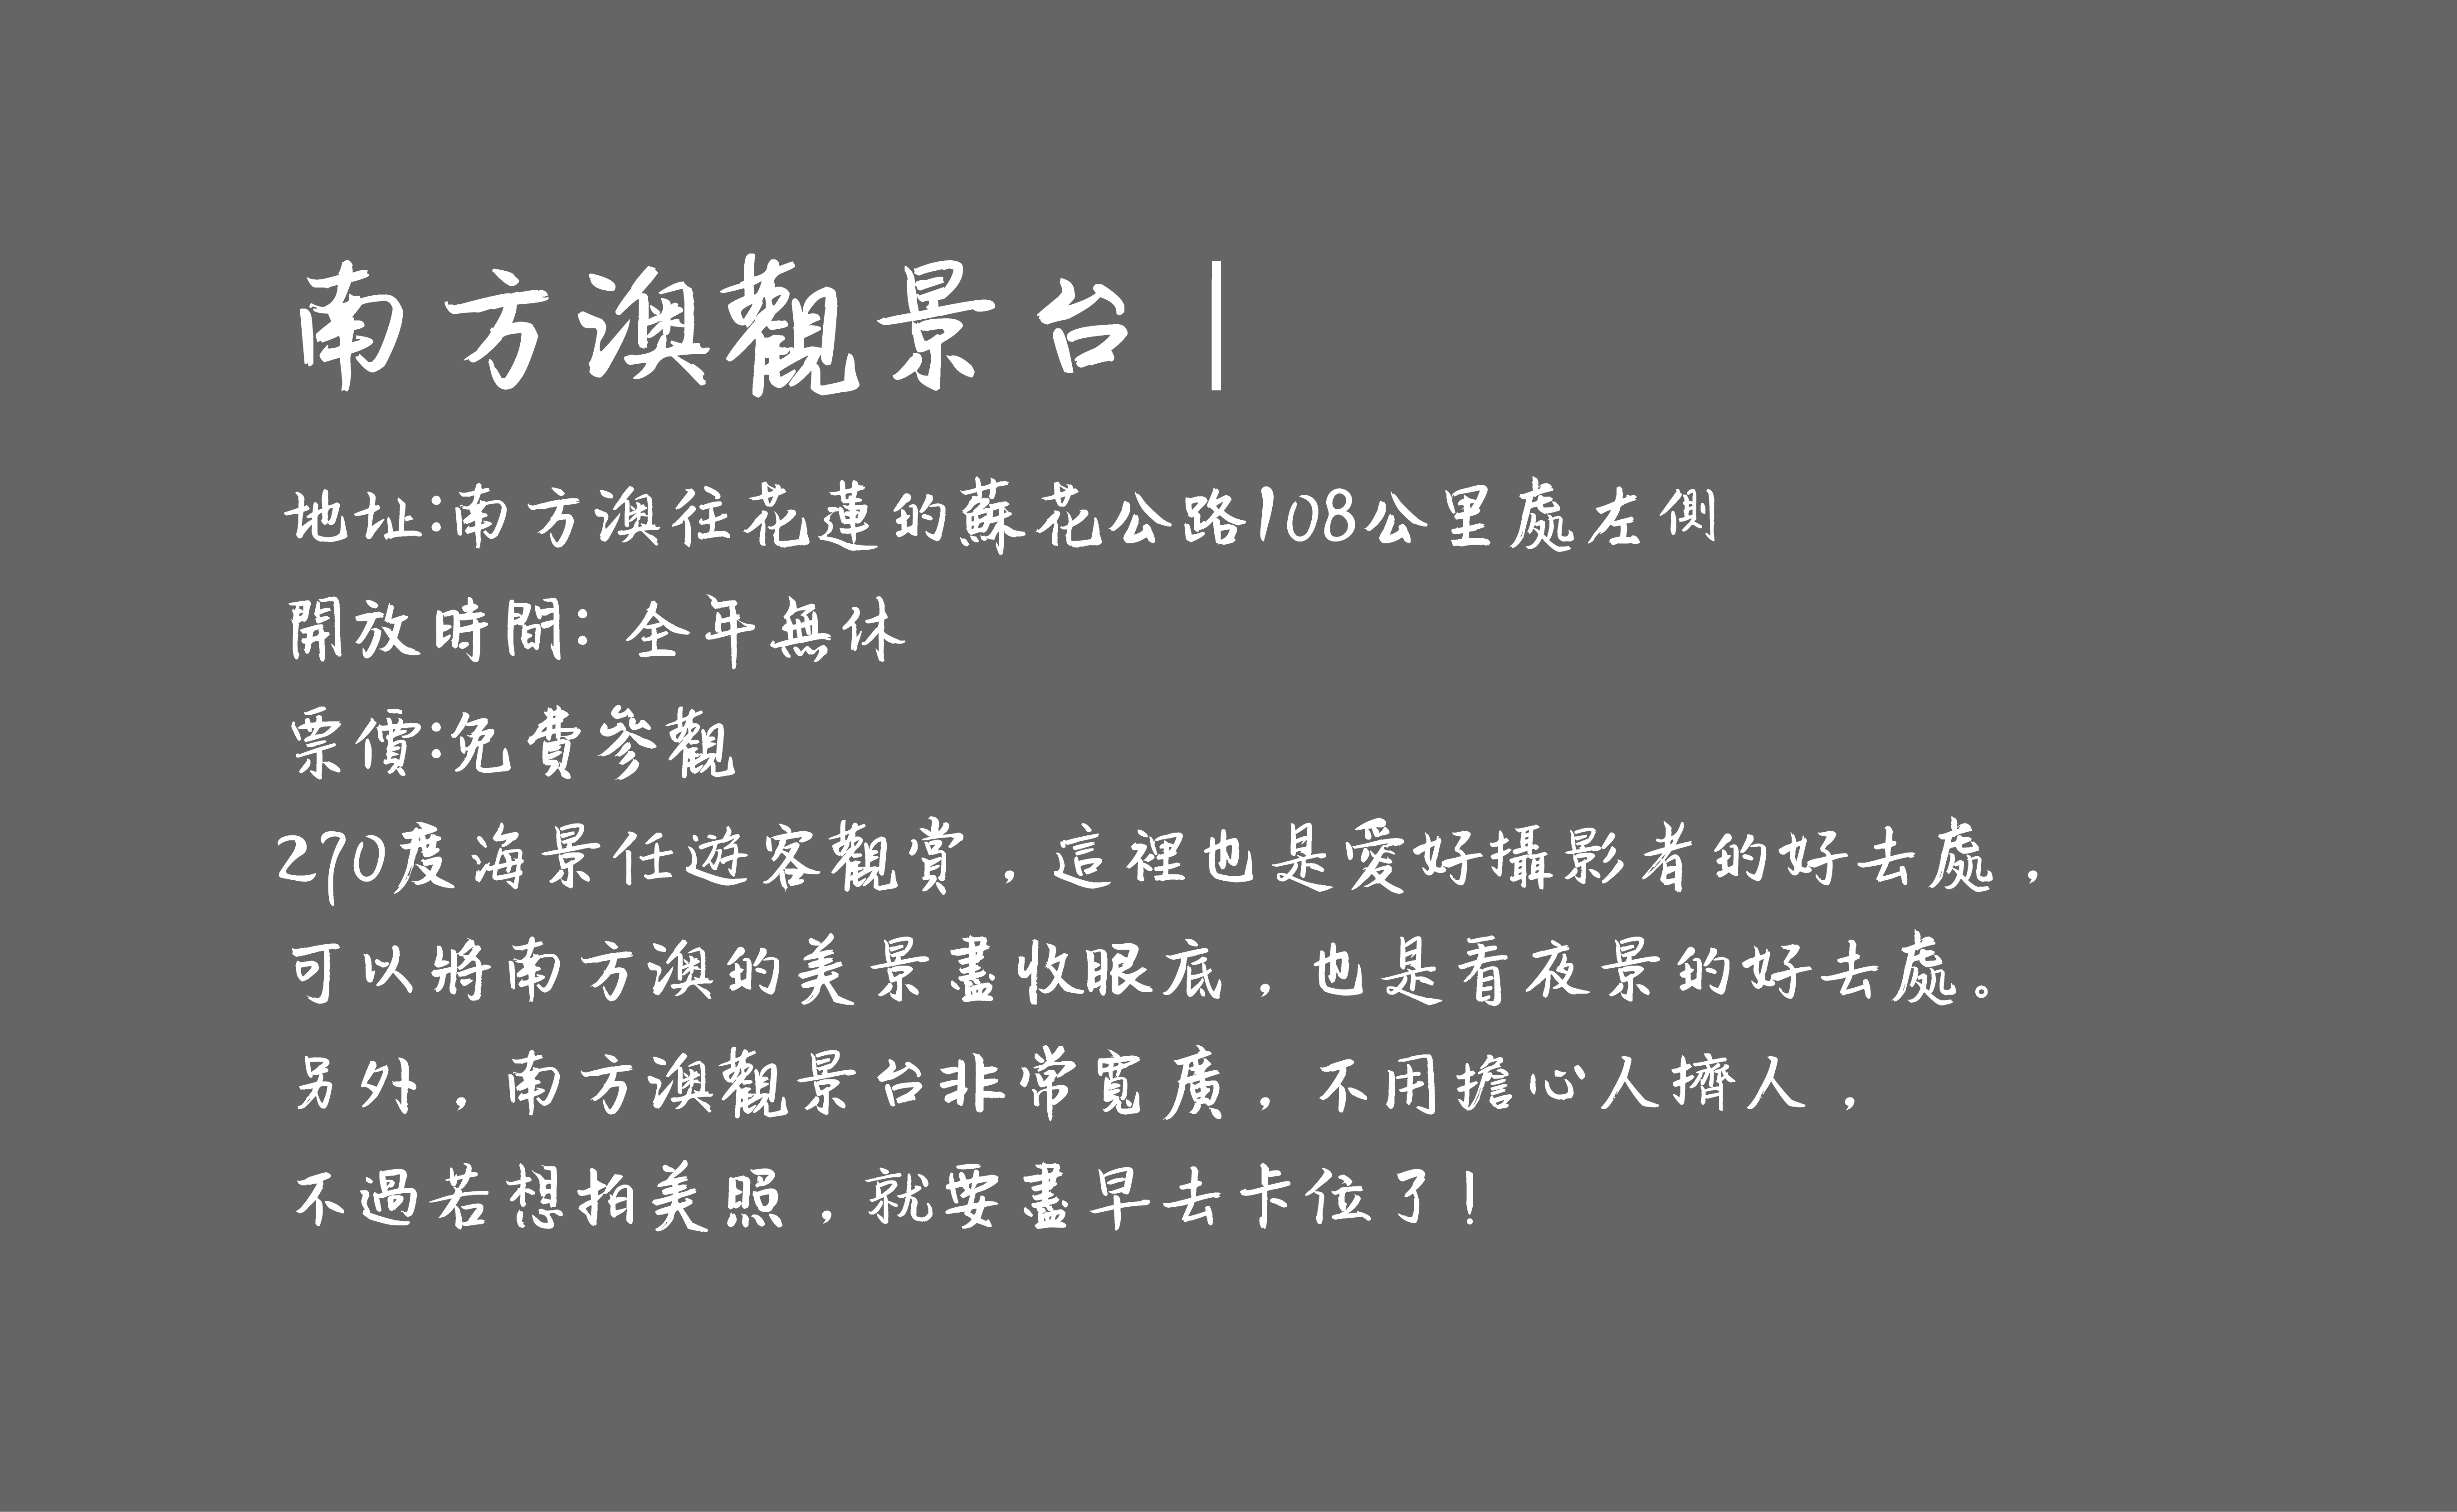 南方澳觀景台|
地址:南方澳往花蓮的蘇花公路108公里處左側
開放時間: 全年無休
票價:免費參觀
270度海景任遊客觀賞,這裡也是愛好攝影者的好去處,
可以將南方澳的美景盡收眼底,也是看夜景的好去處。
另外,南方澳觀景台非常寬廣,不用擔心人擠人,
不過若想拍美照,就要盡早去卡位了!